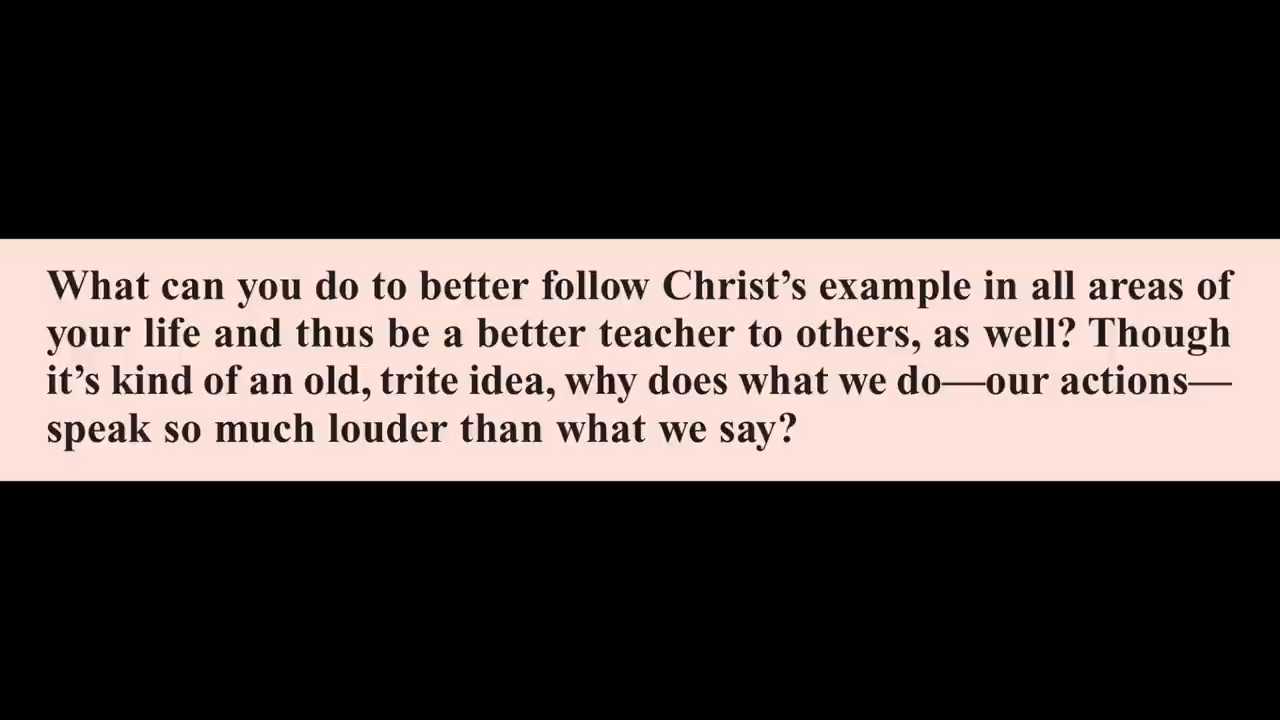 What can you do to better follow Christ’s example in all areas of
your life and thus be a better teacher to others, as well? Though
it’s kind of an old, trite idea, why does what we do—our actions—
speak so much louder than what we say?